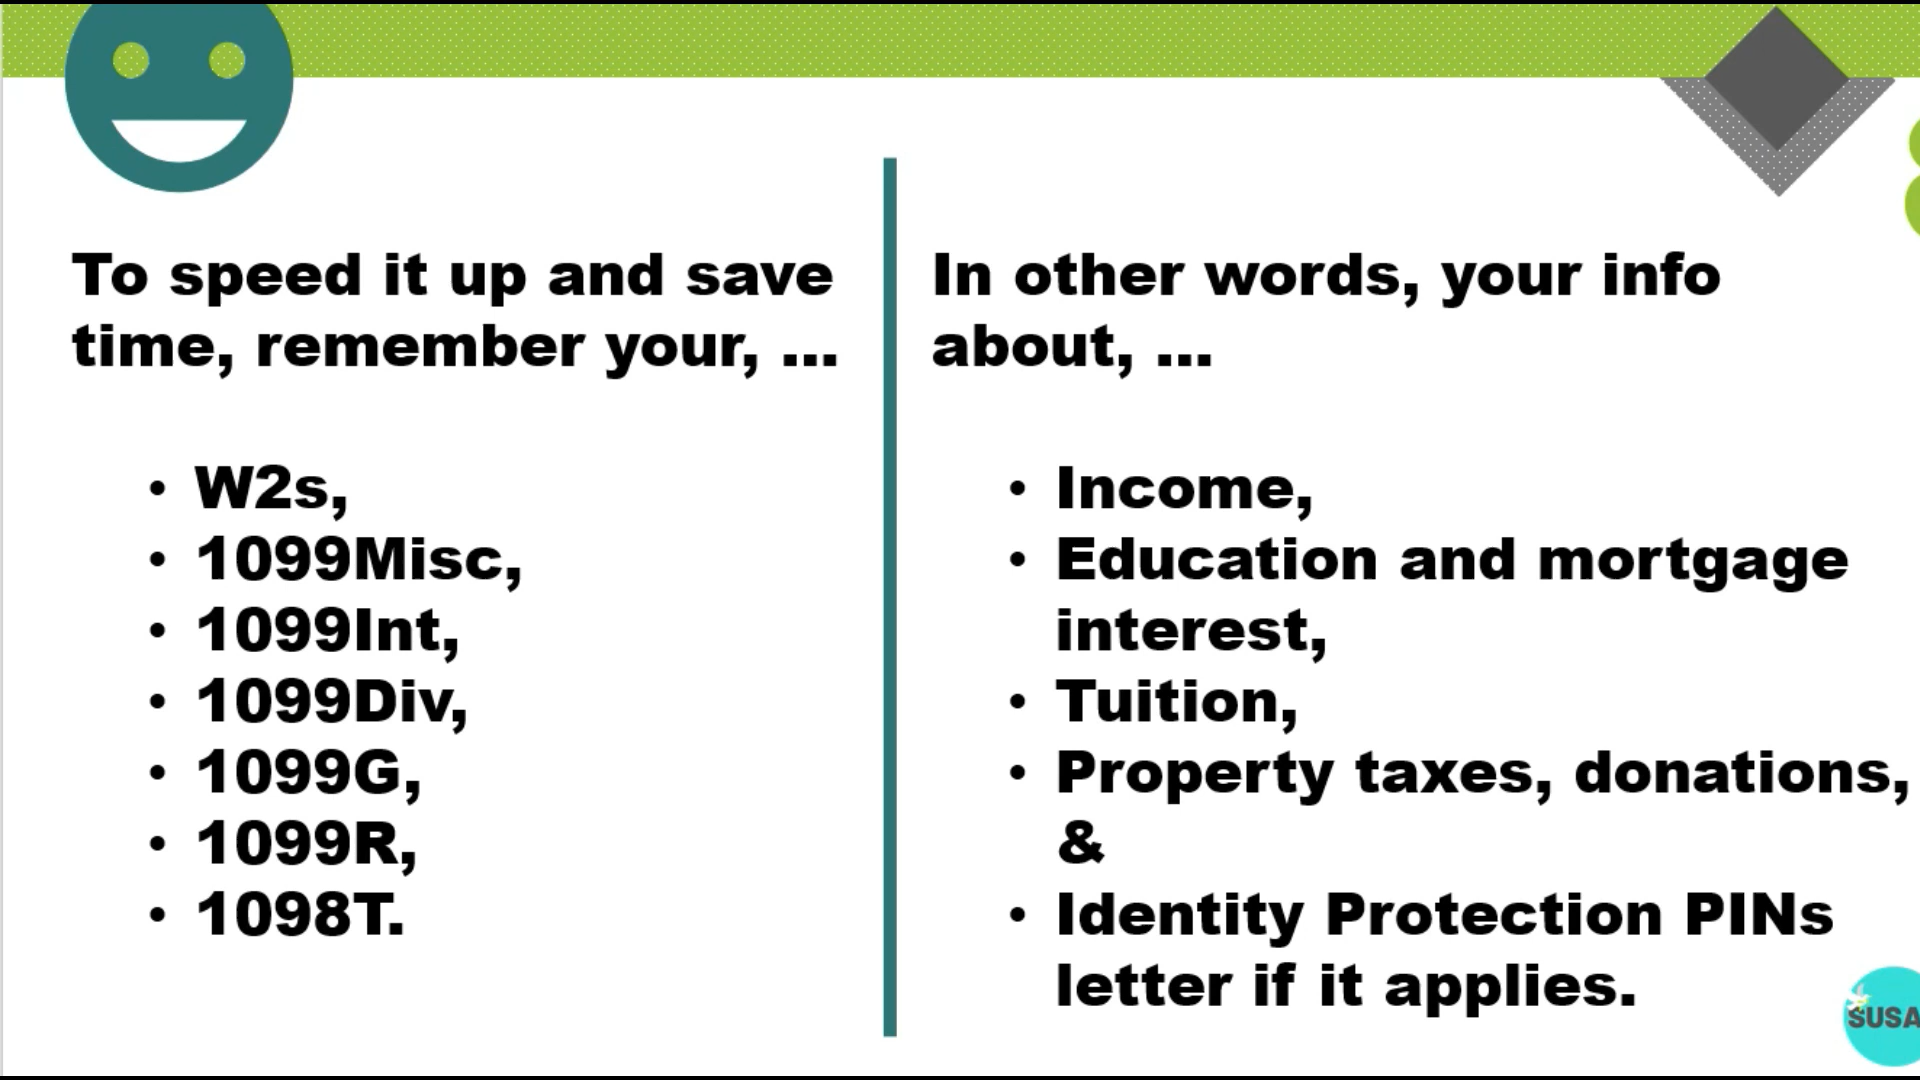 To speed it up and save
time, remember your, ...
• W2s,
• 1099Misc,
• 1099Int,
• 1099Div,
• 1099G,
• 1099R,
• 1098T.
In other words, your info
about, ...
• Income,
• Education and mortgage
interest,
• Tuition,
• Property taxes, donations,
&
• Identity Protection PINs
letter if it applies.
SUSA